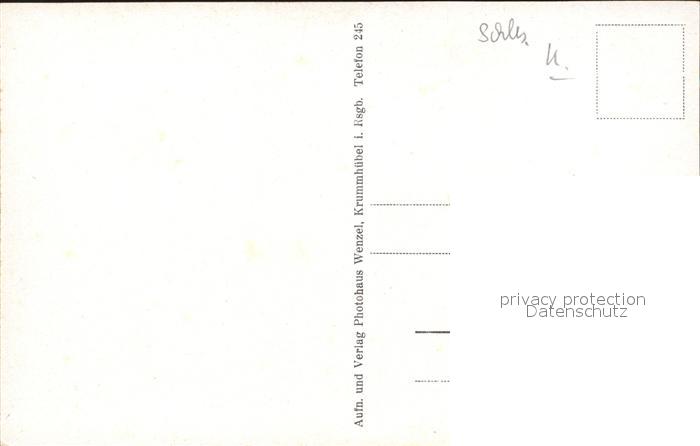 Schles.
K.
Aufn. und Verlag Photohaus Wenzel, Krummhübel i. Rsgb. Telefon 245
privacy protection
Datenschutz